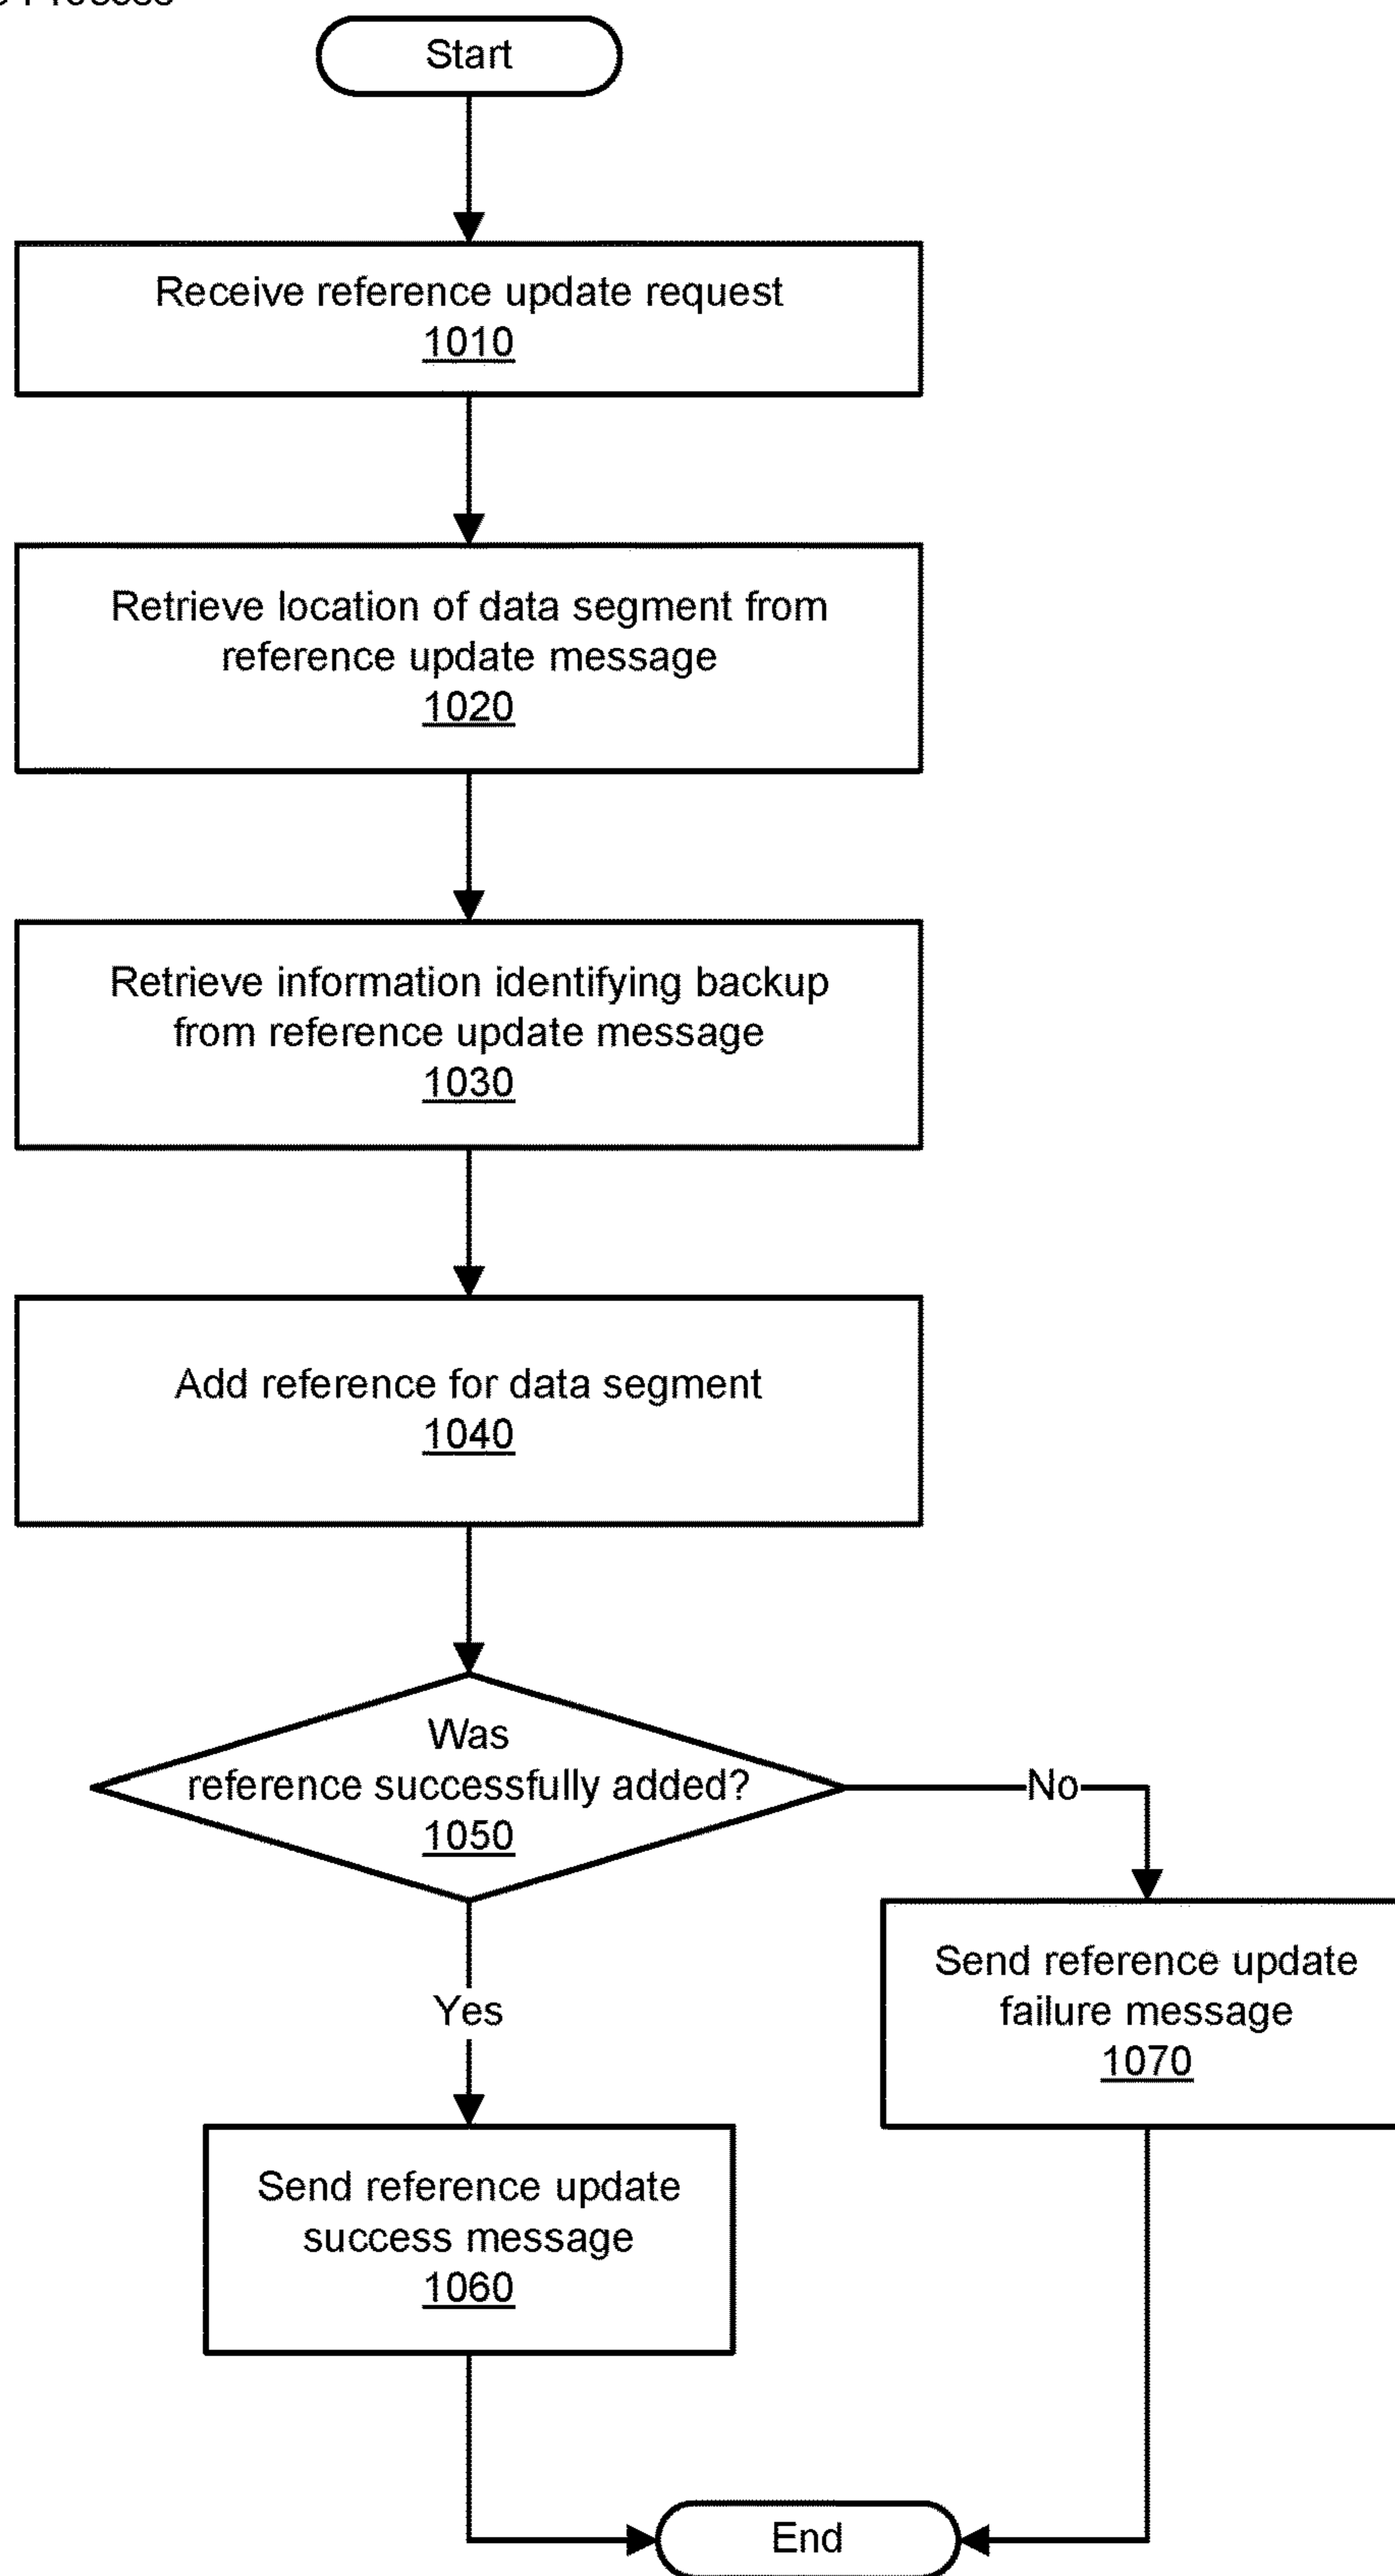 Process
Start
Receive reference update request
1010
Retrieve location of data segment from
reference update message
1020
Retrieve information identifying backup
from reference update message
1030
Add reference for data segment
1040
Was
reference successfully added?
1050
No
Yes
Send reference update
failure message
1070
Send reference update
success message
1060
End